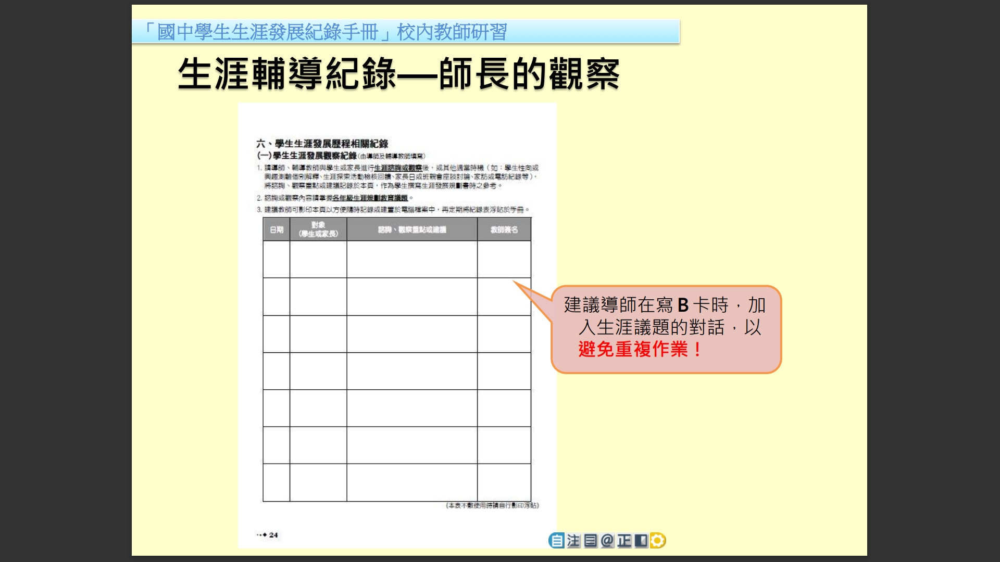 「國中學生生涯發展紀錄手冊」校內教師研習
生涯輔導紀錄—師長的觀察
六、學生生涯發展歷程相關紀錄
(一)學生生涯發展觀察紀錄(由導師及輔導教師填寫)
1. 請導師、輔導教師與學生或家長進行生涯諮詢或觀察後，或其他適當時機（如：學生性向或
興趣測驗個別解釋、生涯探索活動檢核回饋、家長日或班親會座談討論、家訪或電訪紀錄等），
將諮詢、觀察重點或建議記錄於本頁，作為學生撰寫生涯發展規劃書時之參考。
2. 諮詢或觀察內容請掌握各年級生涯規劃教育議題。
3. 建議教師可影印本頁以方便隨時記錄或建置於電腦檔案中，再定期將紀錄表浮貼於手冊。
日期
對象
(學生或家長)
諮詢、觀察重點或建議
教師簽名
建議導師在寫 B 卡時，加
入生涯議題的對話，以
避免重複作業！
(本表不敷使用時請自行影印浮貼)
24
注 @ 正